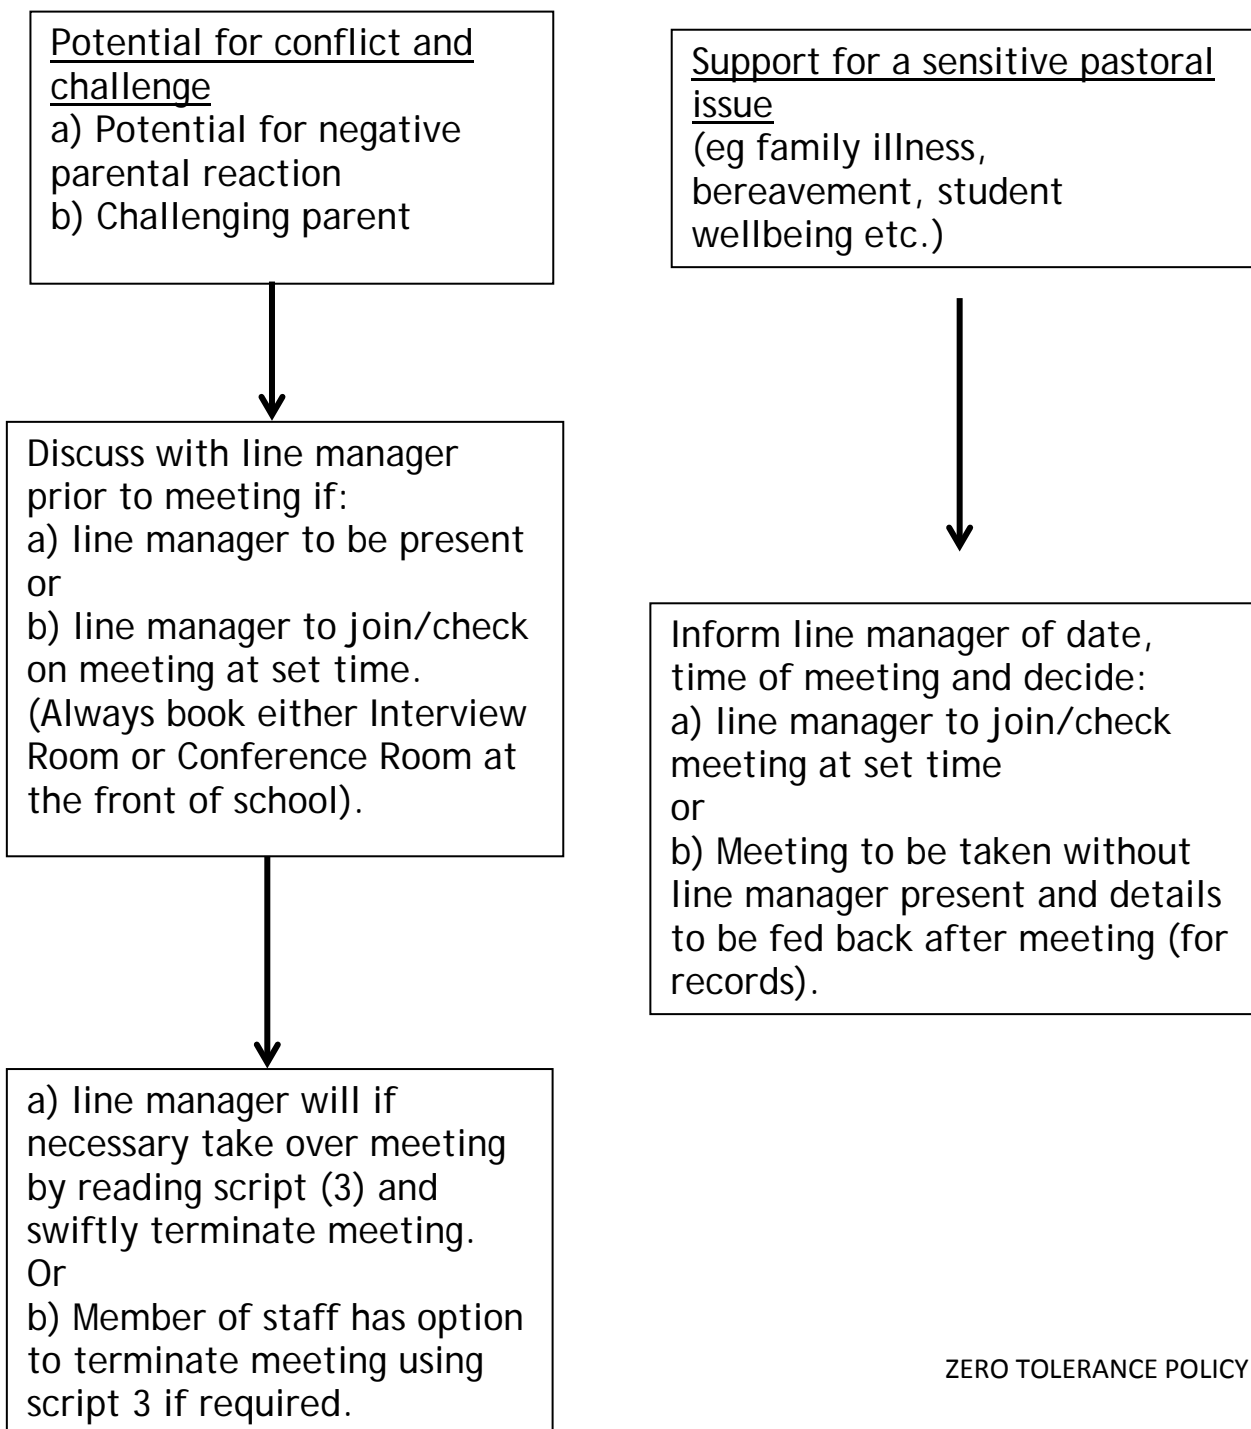 Potential for conflict and
challenge
a) Potential for negative
parental reaction
b) Challenging parent
Discuss with line manager
prior to meeting if:
a) line manager to be present
or
b) line manager to join/check
on meeting at set time.
(Always book either Interview
Room or Conference Room at
the front of school).
a) line manager will if
necessary take over meeting
by reading script (3) and
swiftly terminate meeting.
Or
b) Member of staff has option
to terminate meeting using
script 3 if required.
Support for a sensitive pastoral
issue
(eg family illness,
bereavement, student
wellbeing etc.)
Inform line manager of date,
time of meeting and decide:
a) line manager to join/check
meeting at set time
or
b) Meeting to be taken without
line manager present and details
to be fed back after meeting (for
records).
ZERO TOLERANCE POLICY